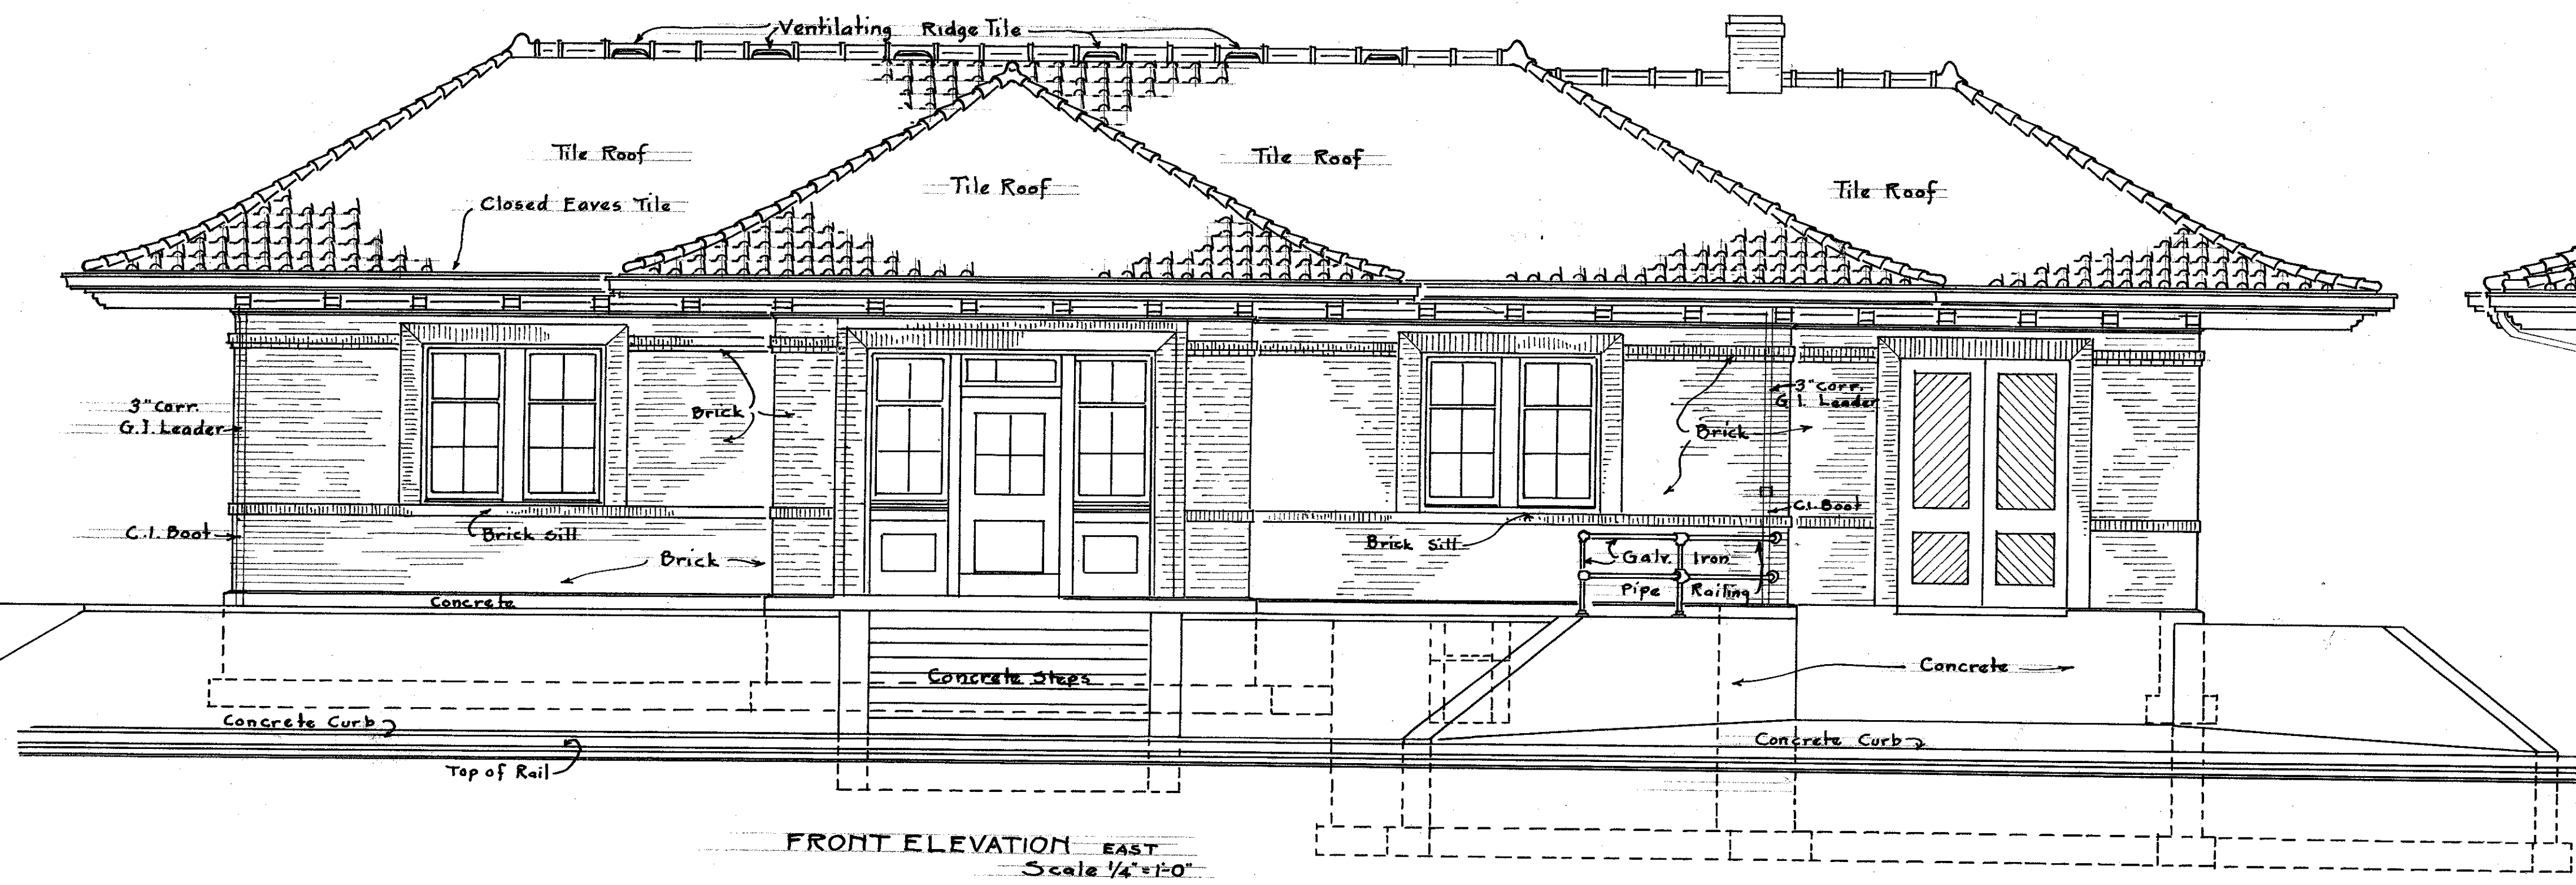 Ventilating Ridge Tile
Tile Roof
Tile Roof
Tile Roof
Tile Roof
Closed Eaves Tile
3" Corr.
G.I. Leader
Brick
3" Corr.
G.I. Leader
Brick
C.I. Boot
C.I. Boot
Brick Sill
Brick Sill
Brick
Galv. Iron
Pipe Railing
Concrete
Concrete Steps
Concrete
Concrete Curb
Concrete Curb
Top of Rail
FRONT ELEVATION EAST
Scale 1/4" = 1'-0"